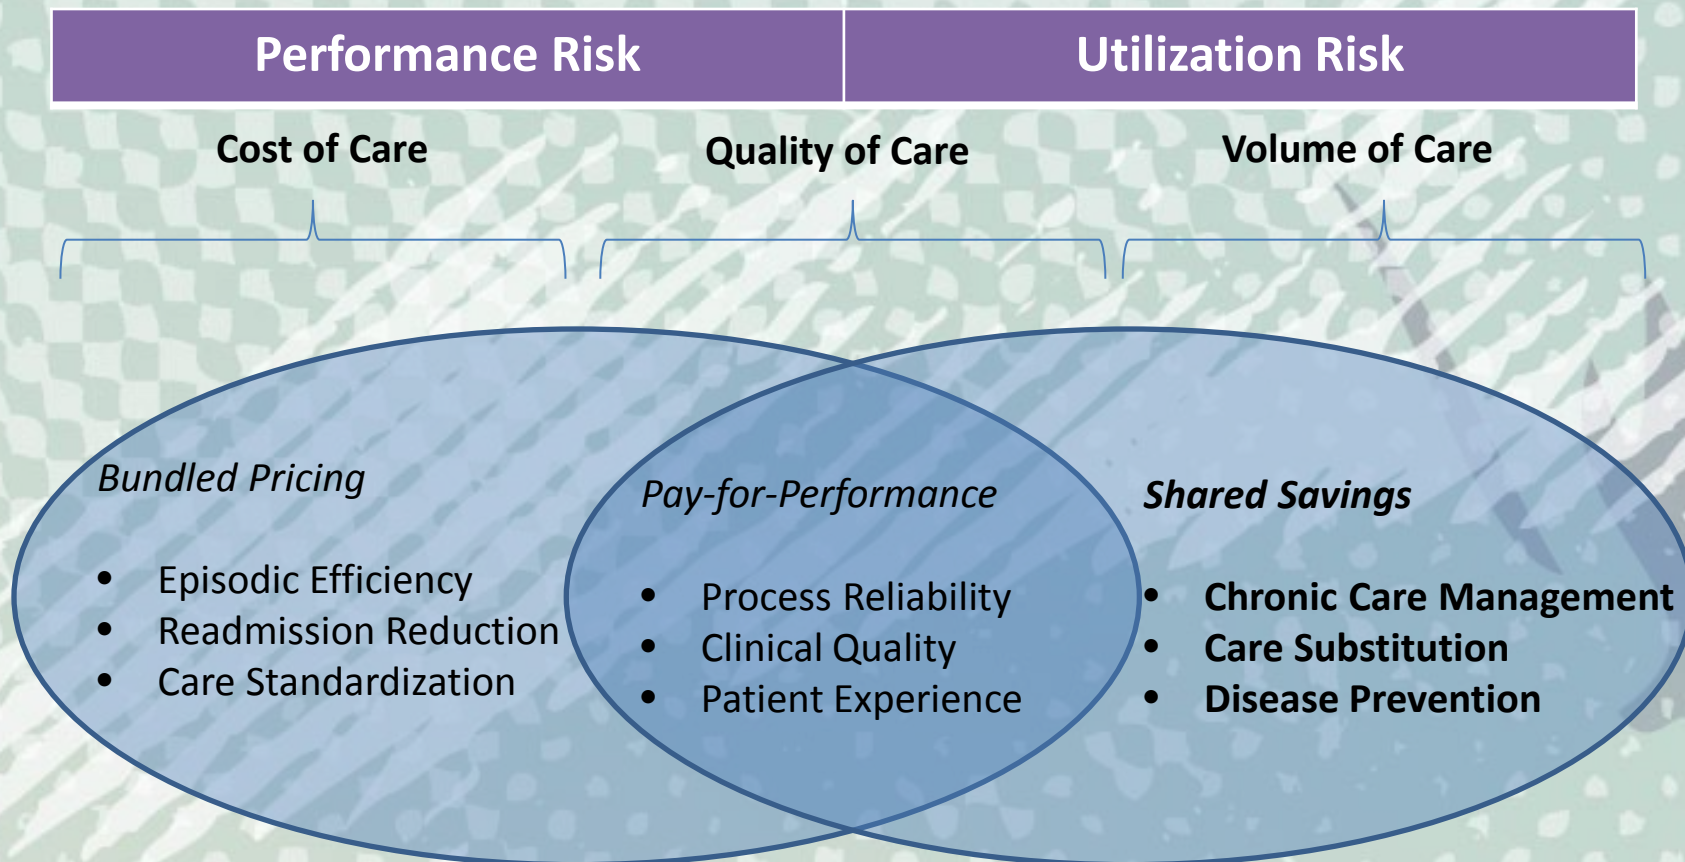 Performance Risk
Utilization Risk
Cost of Care
Quality of Care
Volume of Care
Bundled Pricing
• Episodic Efficiency
• Readmission Reduction
• Care Standardization
Pay-for-Performance
• Process Reliability
• Clinical Quality
• Patient Experience
Shared Savings
• Chronic Care Management
• Care Substitution
• Disease Prevention